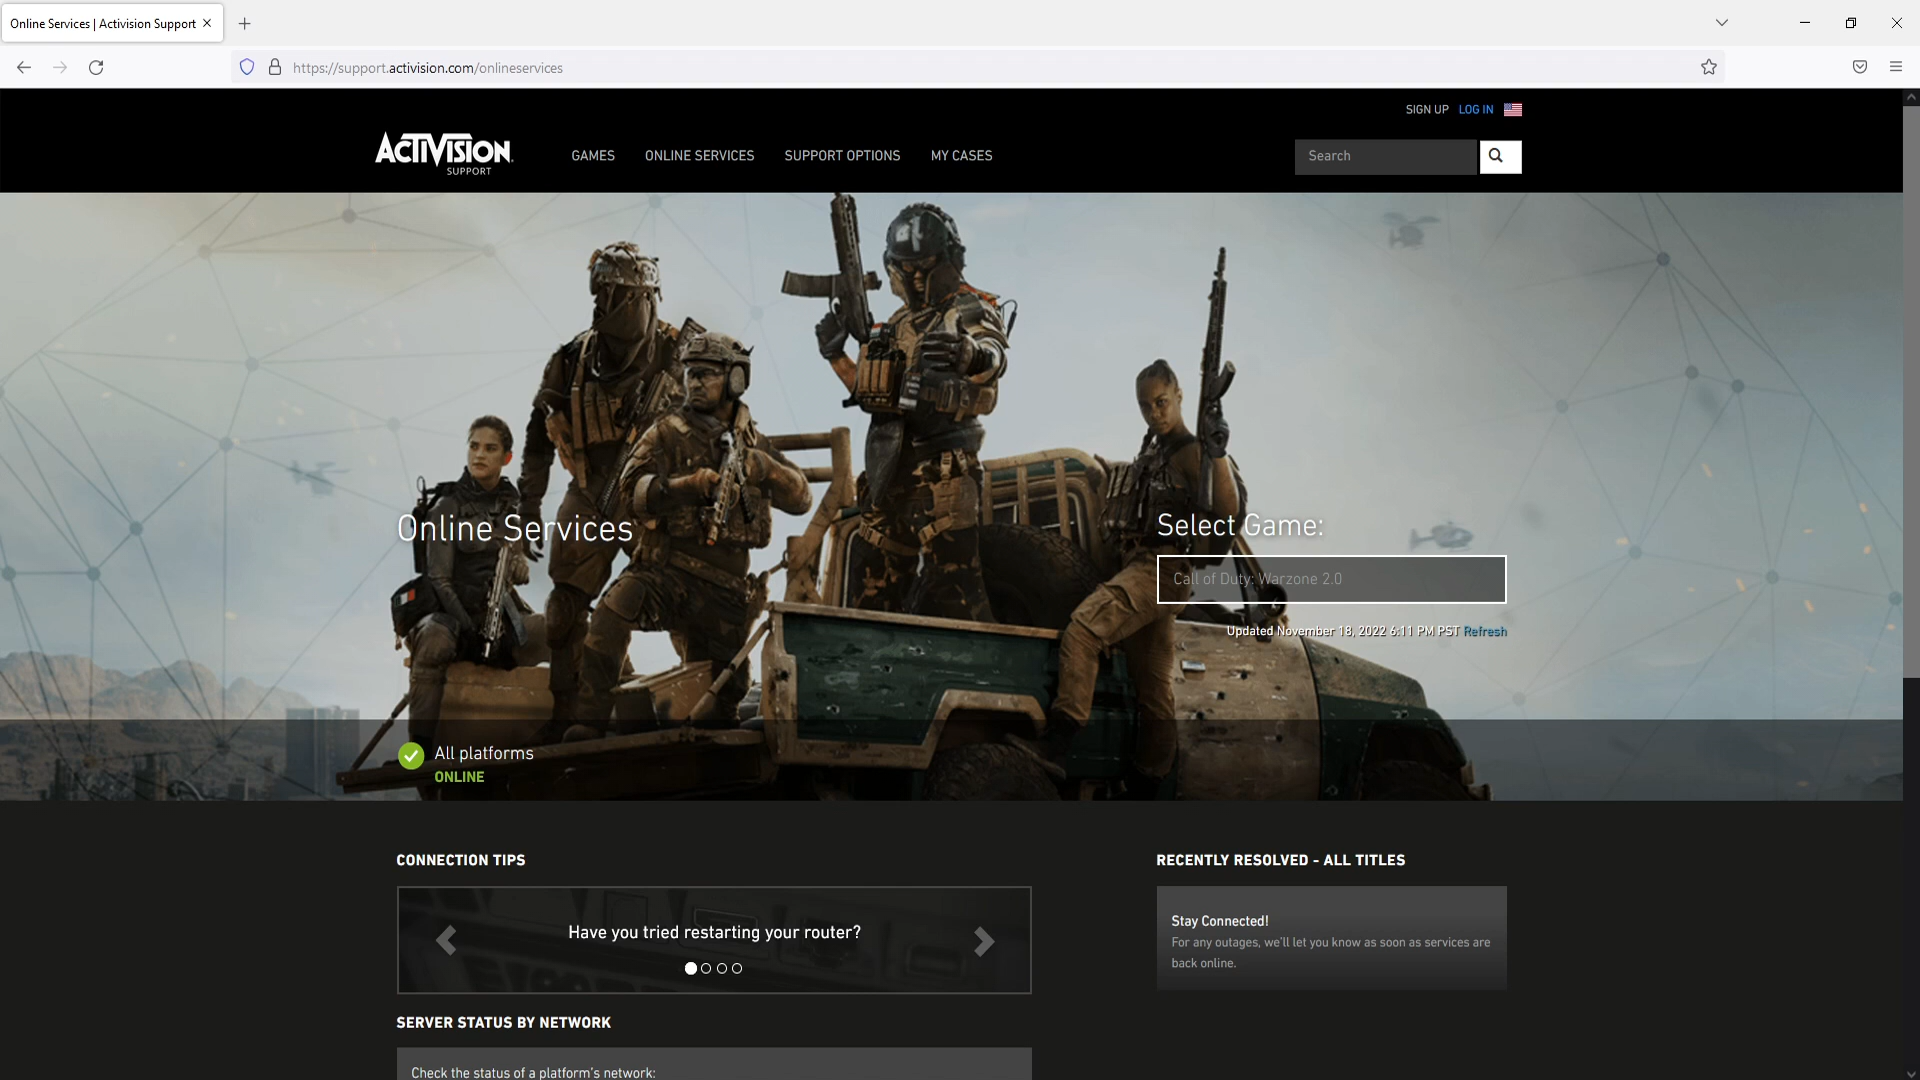 Online Services | Activision Support
https://support.activision.com/onlineservices
SIGN UP LOG IN
ACTIVISION.
SUPPORT
GAMES ONLINE SERVICES SUPPORT OPTIONS MY CASES
Search
Online Services
Select Game:
Call of Duty: Warzone 2.0
Updated November 18, 2022 6:11 PM PST Refresh
All platforms
ONLINE
CONNECTION TIPS
Have you tried restarting your router?
RECENTLY RESOLVED - ALL TITLES
Stay Connected!
For any outages, we'll let you know as soon as services are
back online.
SERVER STATUS BY NETWORK
Check the status of a platform's network: